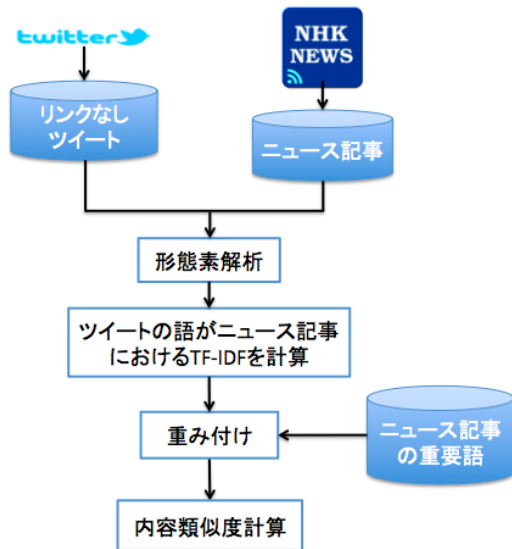 twitter
NHK
NEWS
リンクなし
ツイート
ニュース記事
形態素解析
ツイートの語がニュース記事
におけるTF-IDFを計算
重み付け
ニュース記事
の重要語
内容類似度計算